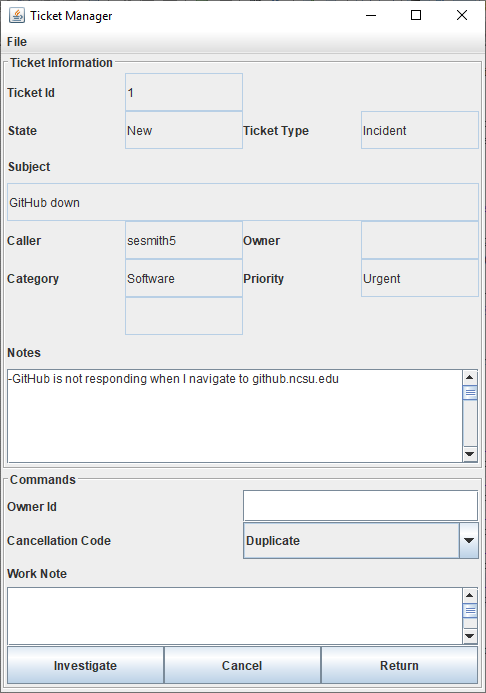 Ticket Manager
File
Ticket Information
Ticket Id 1
State New Ticket Type Incident
Subject
GitHub down
Caller sesmith5 Owner
Category Software Priority Urgent
Notes
-GitHub is not responding when I navigate to github.ncsu.edu
Commands
Owner Id
Cancellation Code Duplicate
Work Note
Investigate Cancel Return